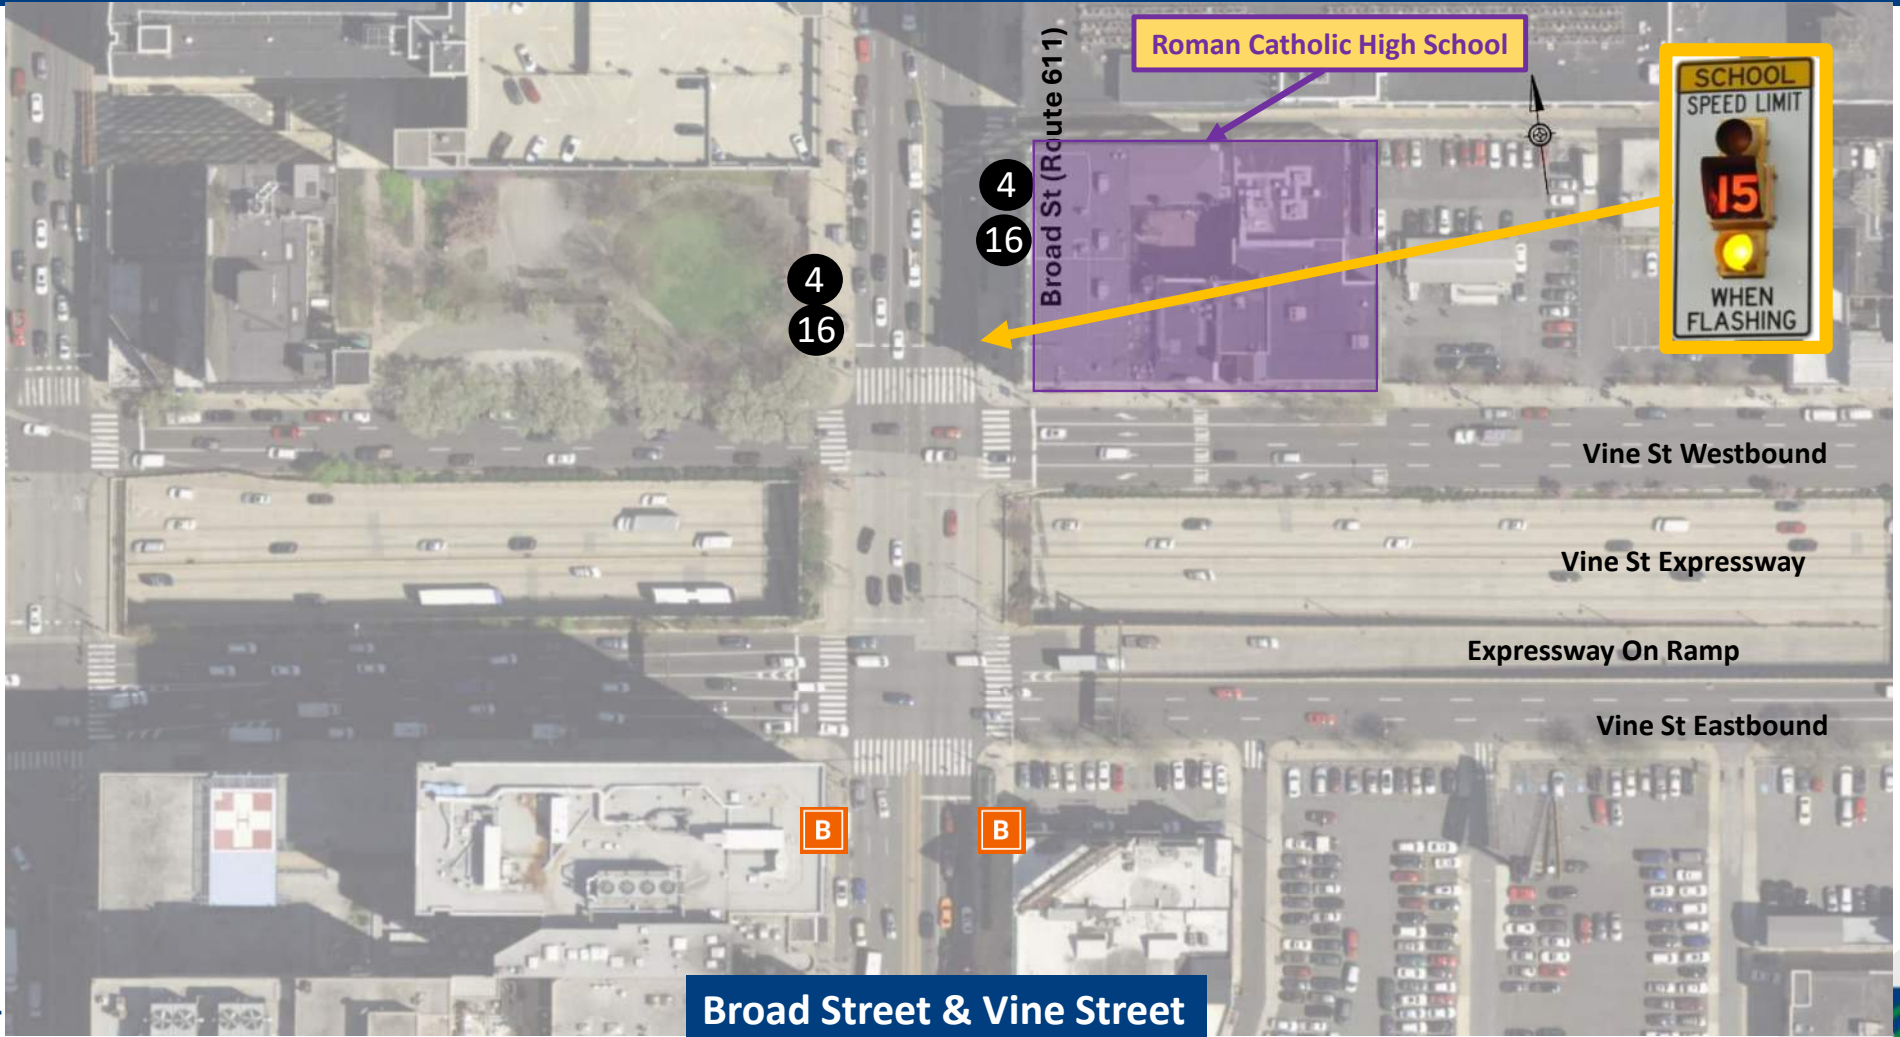 Roman Catholic High School
SCHOOL
SPEED LIMIT
15
WHEN
FLASHING
Broad St (Route 611)
4
16
4
16
Vine St Westbound
Vine St Expressway
Expressway On Ramp
Vine St Eastbound
H
B
B
Broad Street & Vine Street